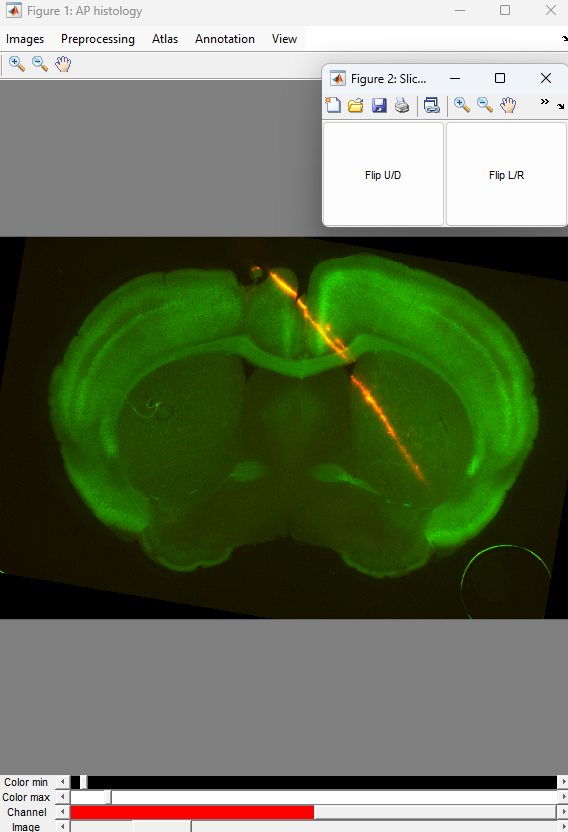 Figure 1: AP histology
Images Preprocessing Atlas Annotation View
Figure 2: Slic...
Flip U/D Flip L/R
Color min
Color max
Channel
Image